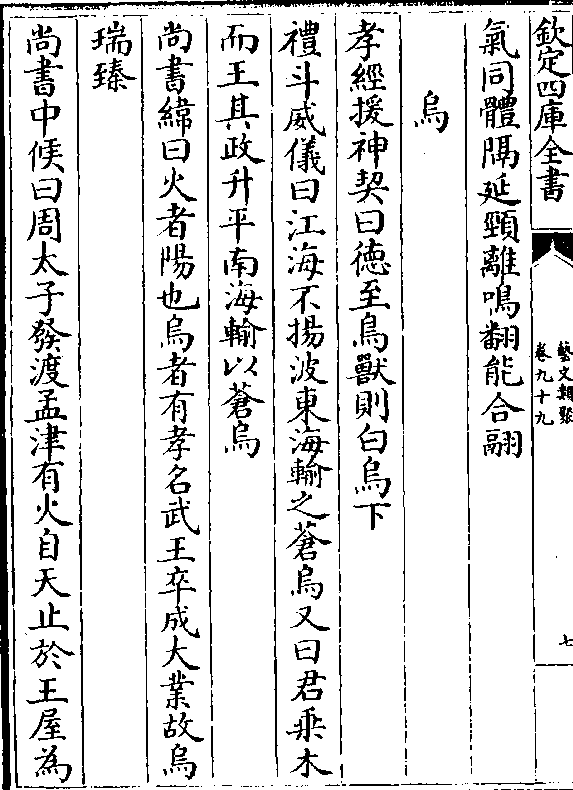 欽定四庫全書
藝文類聚
卷九十九
七
氣同體隔延頸離鳴翻能合翮
烏
孝經援神契曰徳至鳥獸則白烏下
禮斗威儀曰江海不揚波東海輸之蒼烏又曰君乗木
而王其政升平南海輸以蒼烏
尚書緯曰火者陽也烏者有孝名武王卒成大業故烏
瑞臻
尚書中候曰周太子發渡孟津有火自天止於王屋為